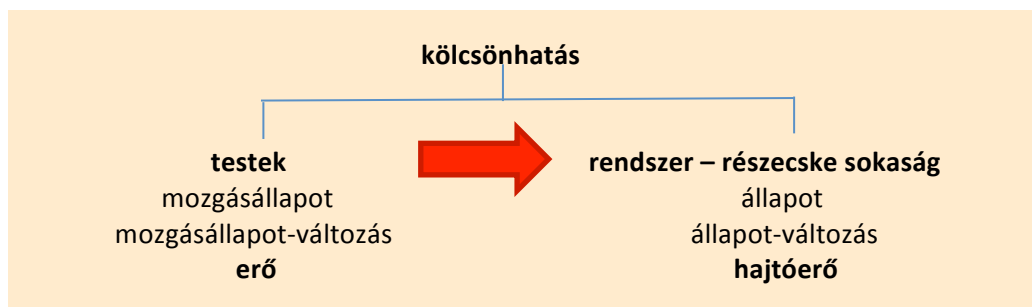 kölcsönhatás
testek
mozgásállapot
mozgásállapot-változás
erő
rendszer – részecske sokaság
állapot
állapot-változás
hajtóerő